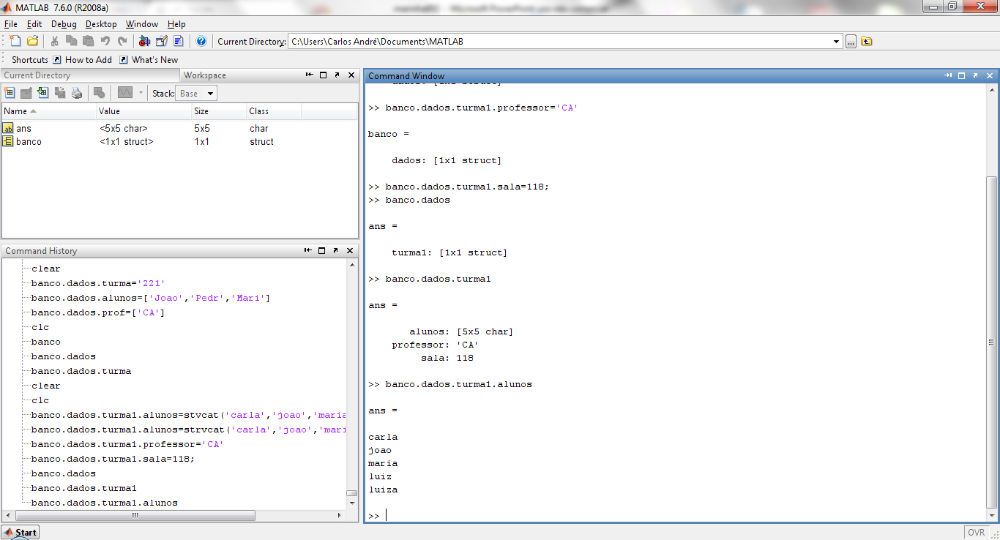 MATLAB 7.6.0 (R2008a)
File Edit Debug Desktop Window Help
Current Directory: C:\Users\Carlos André\Documents\MATLAB
...
Shortcuts How to Add What's New
Current Directory Workspace
Stack: Base
Name Value Size Class
ans <5x5 char> 5x5 char
banco <1x1 struct> 1x1 struct
Command History
clear
banco.dados.turma='221'
banco.dados.alunos=['Joao','Pedr','Mari']
banco.dados.prof=['CA']
clc
banco
banco.dados
banco.dados.turma
clear
clc
banco.dados.turma1.alunos=stvcat('carla','joao','maria
banco.dados.turma1.alunos=strvcat('carla','joao','mari
banco.dados.turma1.professor='CA'
banco.dados.turma1.sala=118;
banco.dados
banco.dados.turma1
banco.dados.turma1.alunos
Command Window
dados: [1x1 struct]
>> banco.dados.turma1.professor='CA'
banco =
dados: [1x1 struct]
>> banco.dados.turma1.sala=118;
>> banco.dados
ans =
turma1: [1x1 struct]
>> banco.dados.turma1
ans =
alunos: [5x5 char]
professor: 'CA'
sala: 118
>> banco.dados.turma1.alunos
ans =
carla
joao
maria
luiz
luiza
>>
Start
OVR